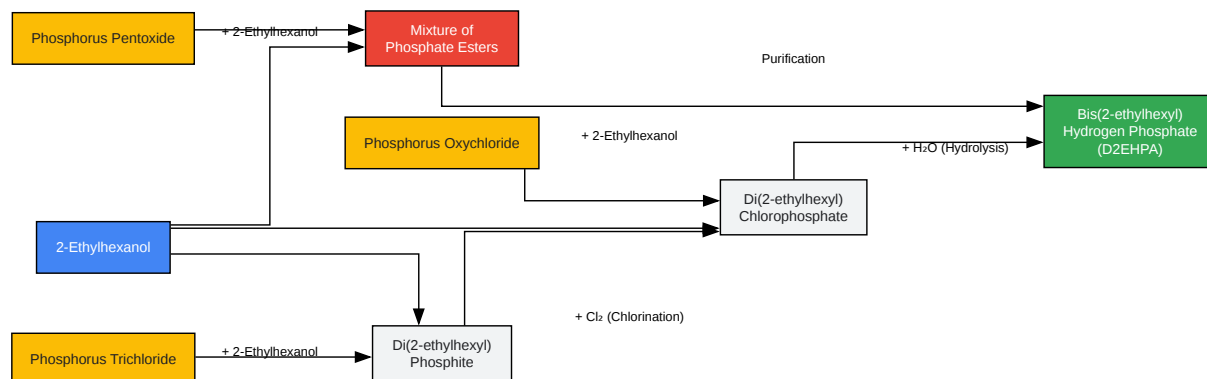 Phosphorus Pentoxide
+ 2-Ethylhexanol
Mixture of
Phosphate Esters
Purification
Bis(2-ethylhexyl)
Hydrogen Phosphate
(D2EHPA)
Phosphorus Oxychloride
+ 2-Ethylhexanol
+ H₂O (Hydrolysis)
Di(2-ethylhexyl)
Chlorophosphate
2-Ethylhexanol
+ Cl₂ (Chlorination)
Phosphorus Trichloride
+ 2-Ethylhexanol
Di(2-ethylhexyl)
Phosphite